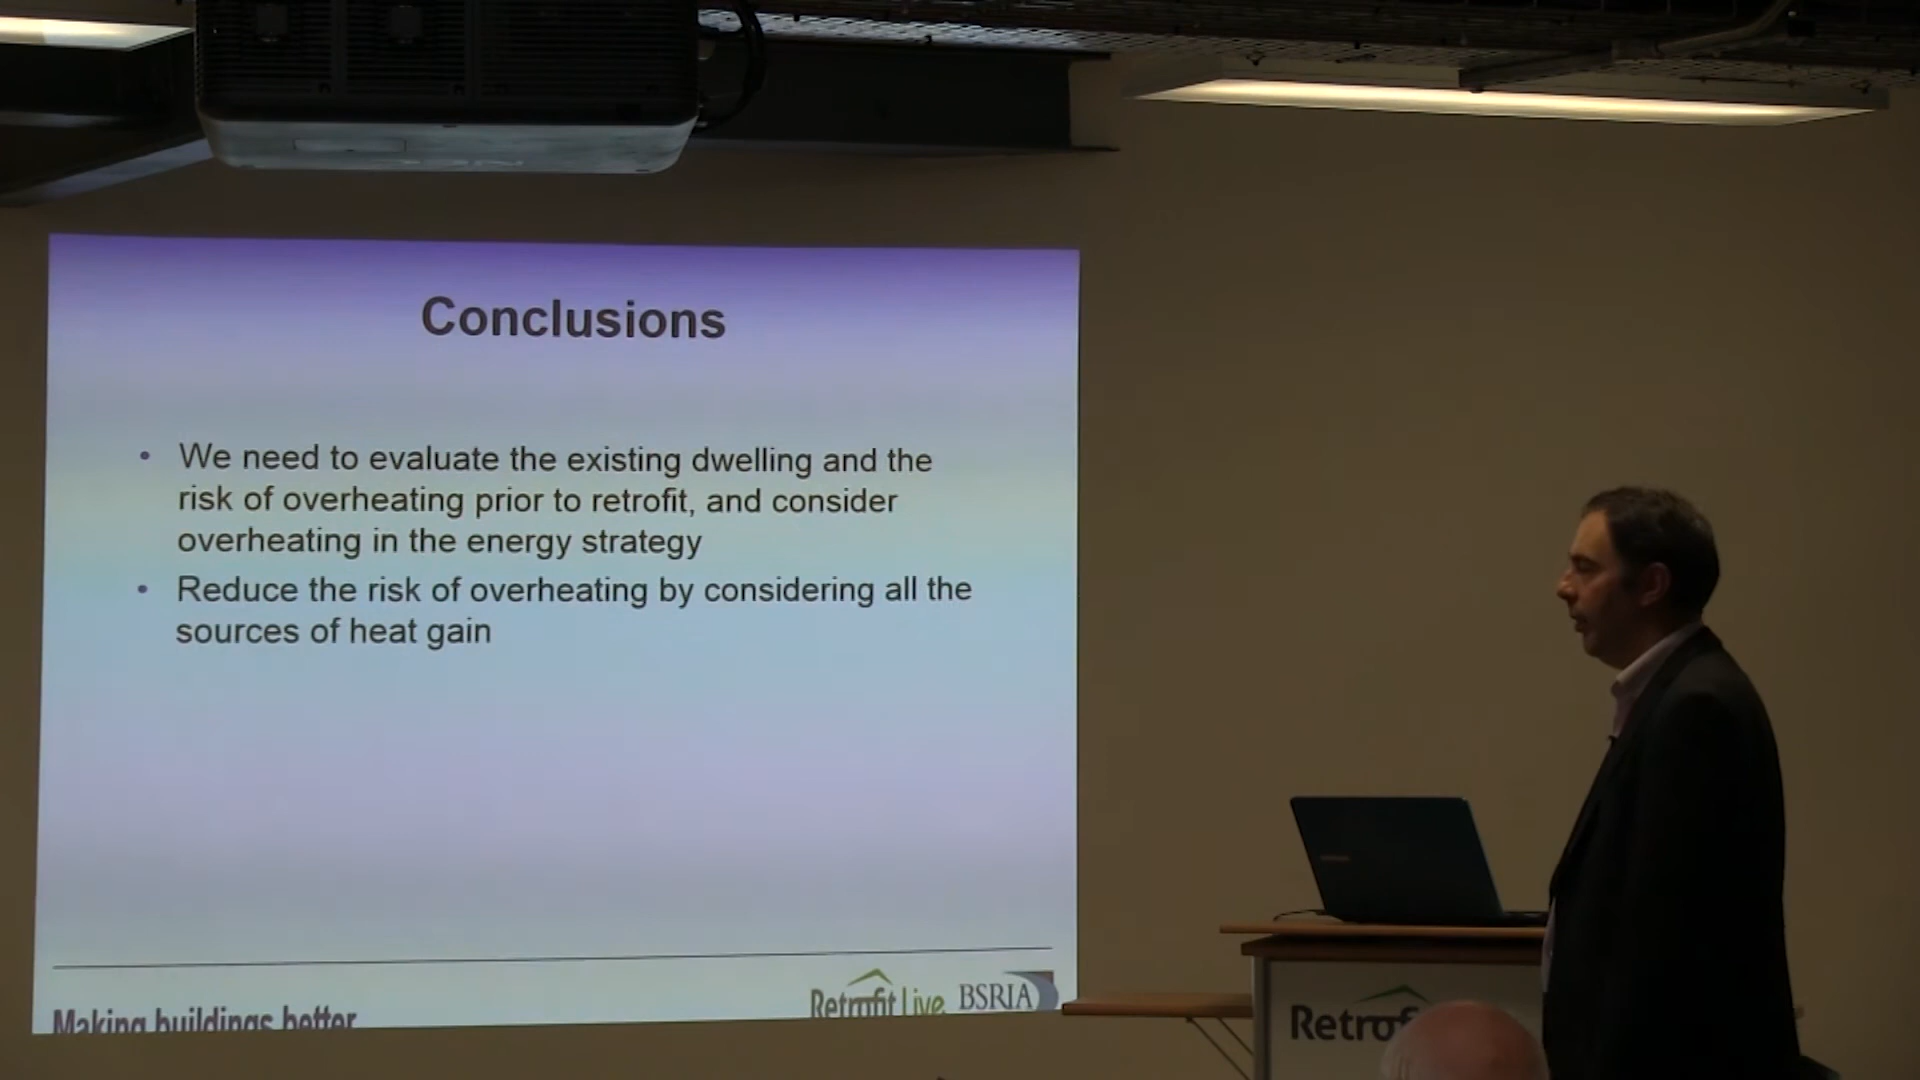 Conclusions
• We need to evaluate the existing dwelling and the
risk of overheating prior to retrofit, and consider
overheating in the energy strategy
• Reduce the risk of overheating by considering all the
sources of heat gain
Making buildings better
Retrofit Live
BSRIA
NEC